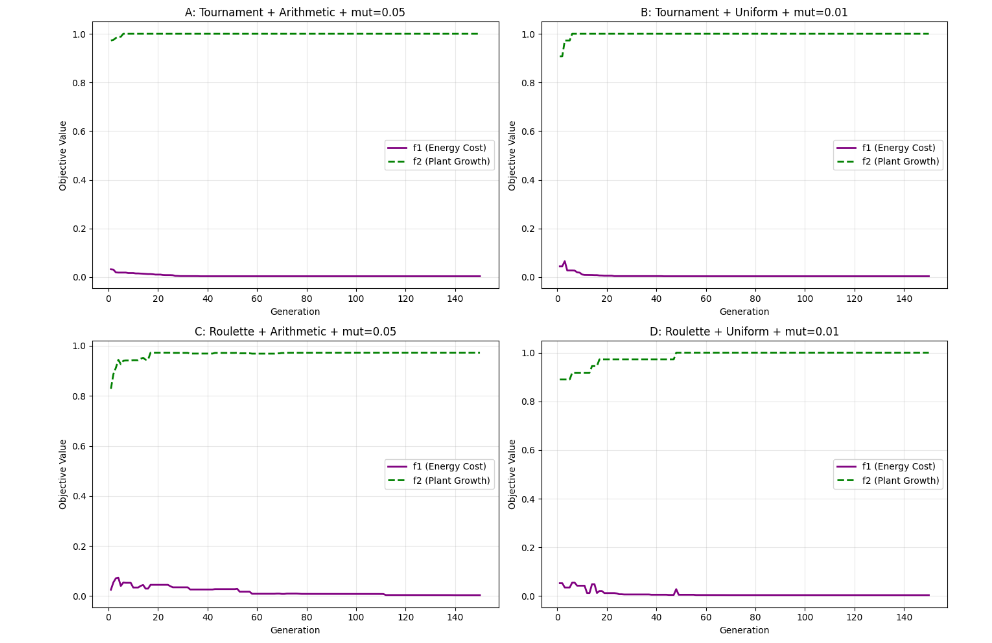 A: Tournament + Arithmetic + mut=0.05
1.0
0.8
0.6
0.4
0.2
0.0
Objective Value
f1 (Energy Cost)
f2 (Plant Growth)
0 20 40 60 80 100 120 140
Generation
B: Tournament + Uniform + mut=0.01
1.0
0.8
0.6
0.4
0.2
0.0
Objective Value
f1 (Energy Cost)
f2 (Plant Growth)
0 20 40 60 80 100 120 140
Generation
C: Roulette + Arithmetic + mut=0.05
1.0
0.8
0.6
0.4
0.2
0.0
Objective Value
f1 (Energy Cost)
f2 (Plant Growth)
0 20 40 60 80 100 120 140
Generation
D: Roulette + Uniform + mut=0.01
1.0
0.8
0.6
0.4
0.2
0.0
Objective Value
f1 (Energy Cost)
f2 (Plant Growth)
0 20 40 60 80 100 120 140
Generation